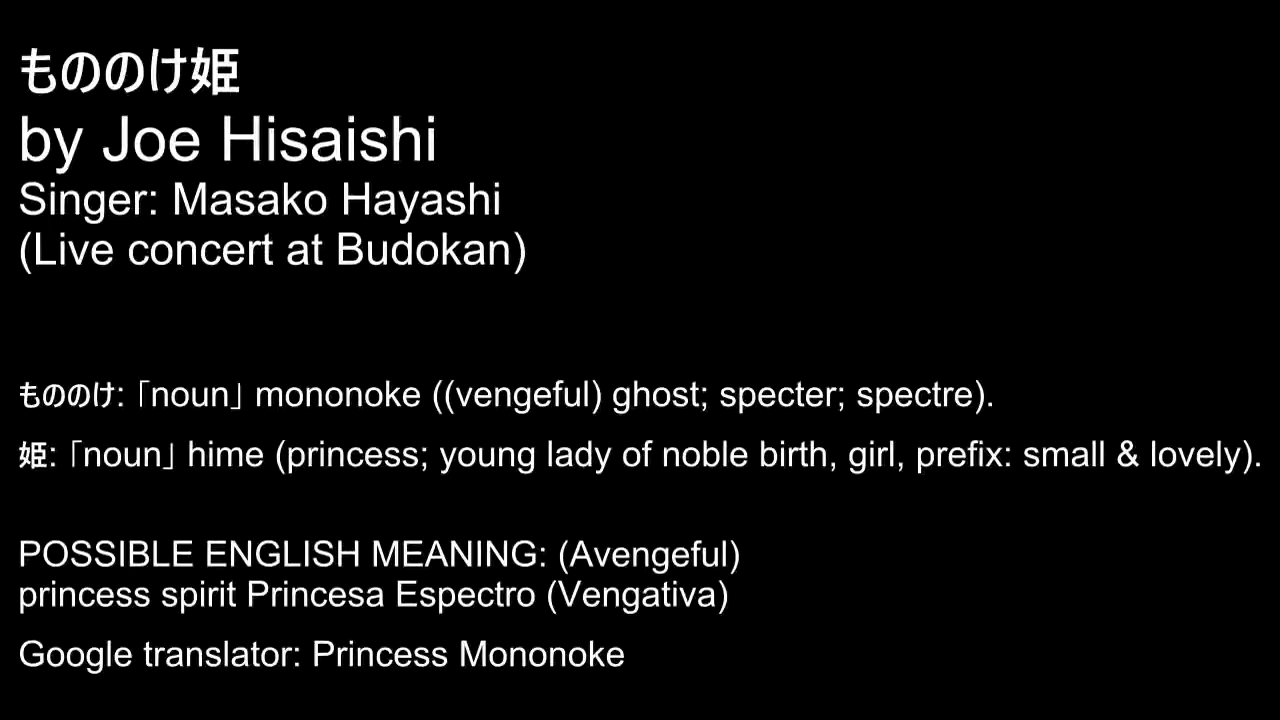 もののけ姫
by Joe Hisaishi
Singer: Masako Hayashi
(Live concert at Budokan)
もののけ: 「noun」 mononoke ((vengeful) ghost; specter; spectre).
姫: 「noun」 hime (princess; young lady of noble birth, girl, prefix: small & lovely).
POSSIBLE ENGLISH MEANING: (Avengeful)
princess spirit Princesa Espectro (Vengativa)
Google translator: Princess Mononoke